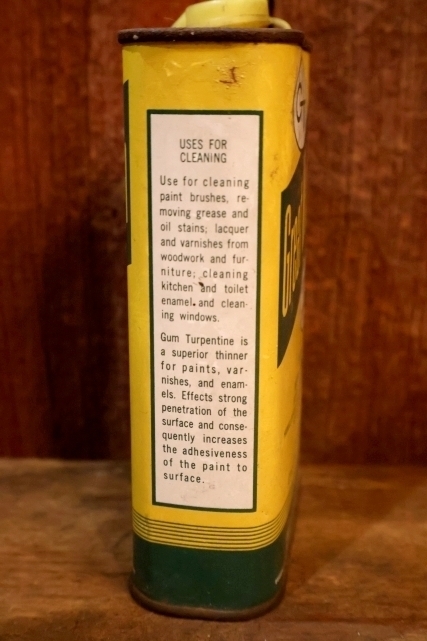 USES FOR
CLEANING
Use for cleaning
paint brushes, re-
moving grease and
oil stains; lacquer
and varnishes from
woodwork and fur-
niture; cleaning
kitchen and toilet
enamel and clean-
ing windows.
Gum Turpentine is
a superior thinner
for paints, var-
nishes, and enam-
els. Effects strong
penetration of the
surface and conse-
quently increases
the adhesiveness
of the paint to
surface.
G